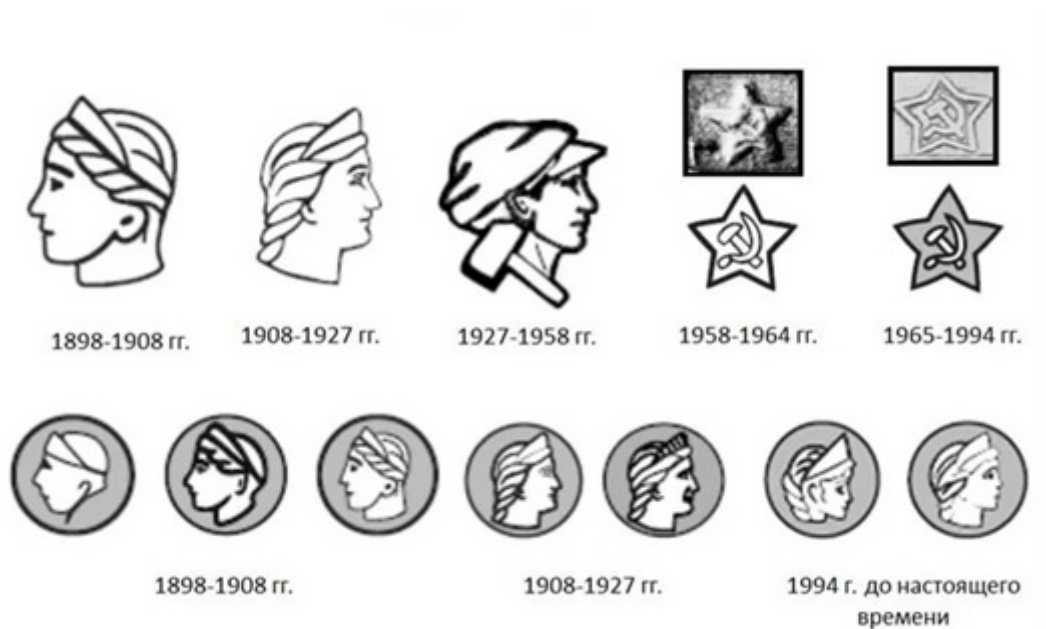 1898-1908 гг.
1908-1927 гг.
1927-1958 гг.
1958-1964 гг.
1965-1994 гг.
1898-1908 гг.
1908-1927 гг.
1994 г. до настоящего
времени